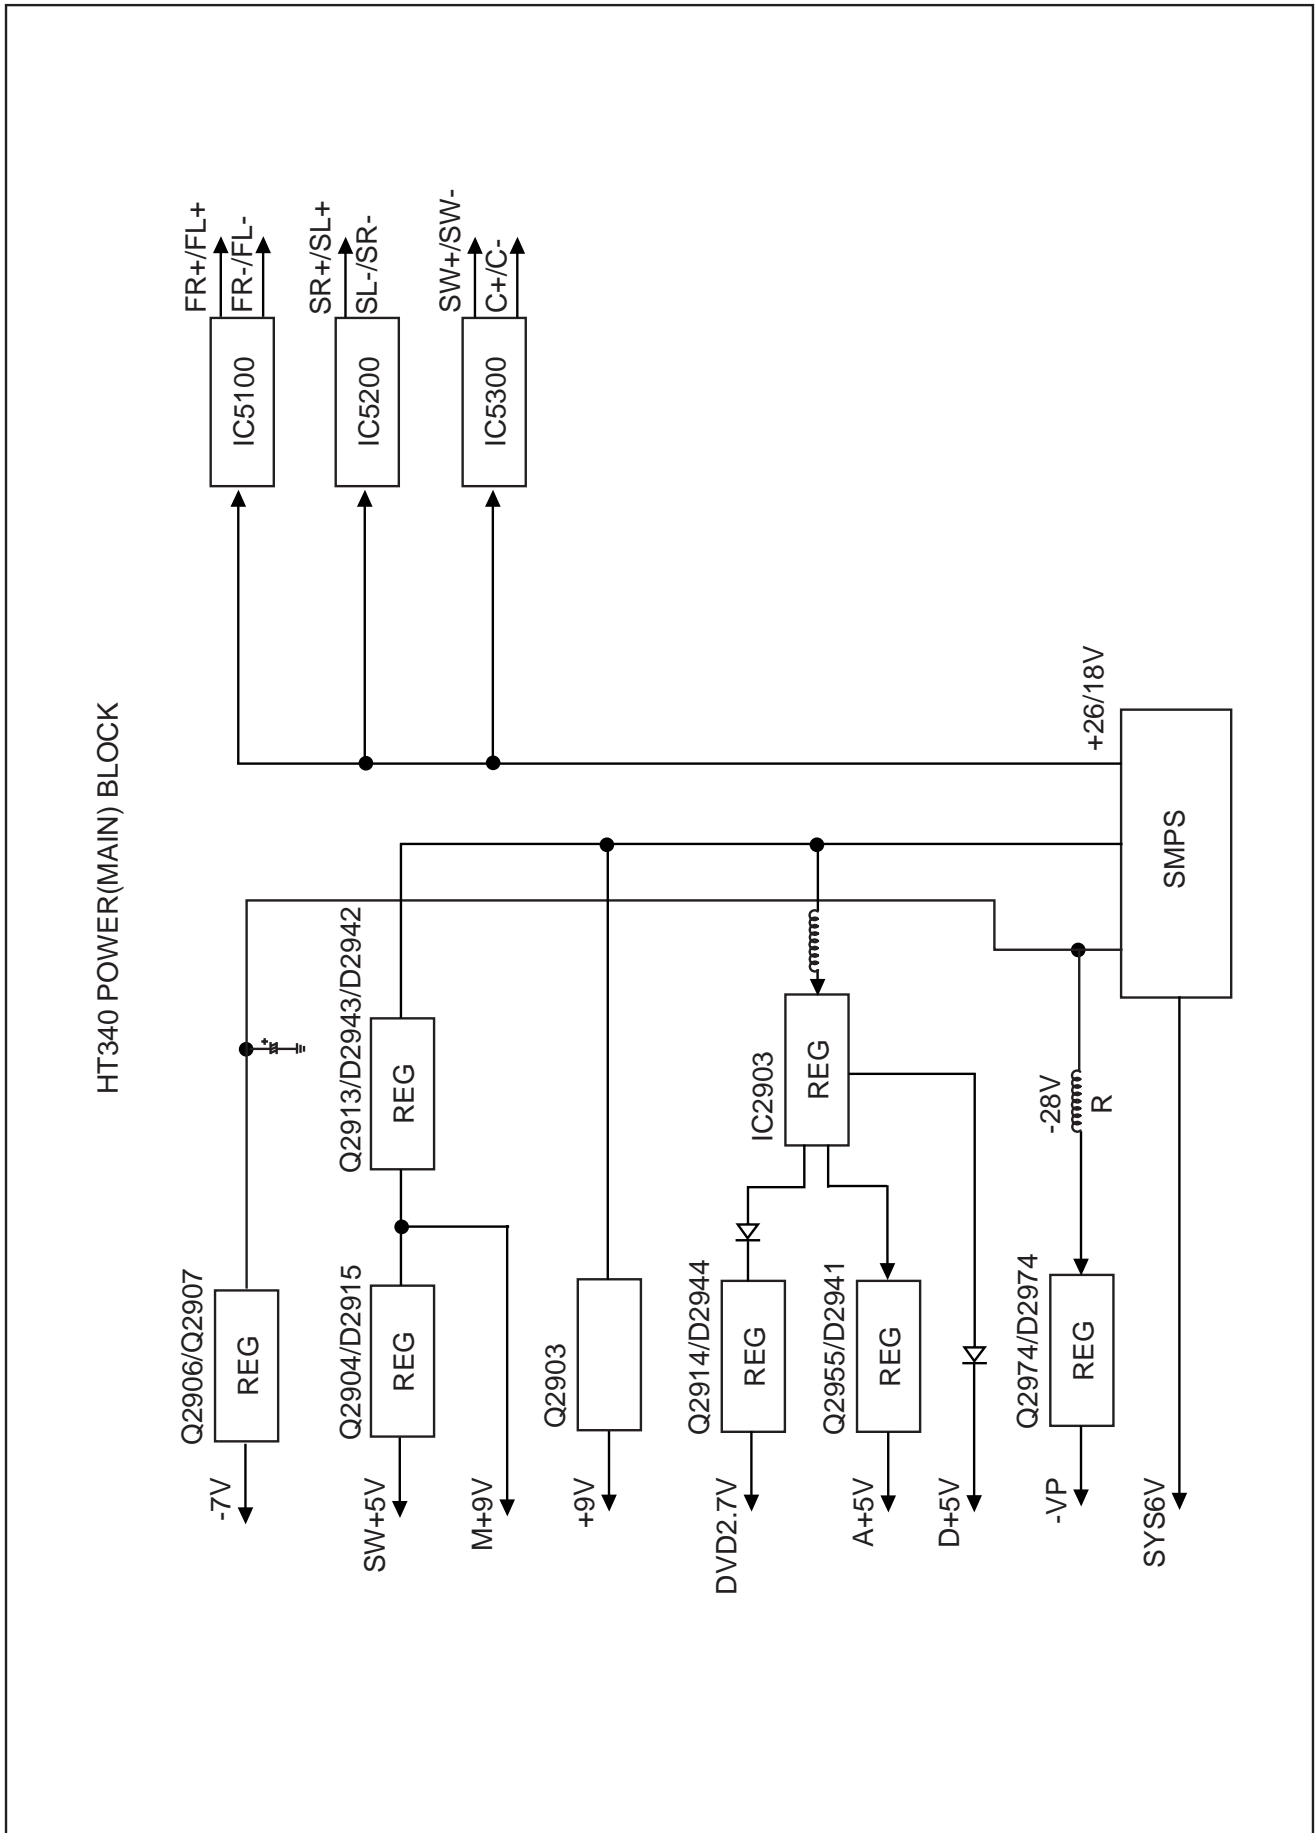 HT340 POWER(MAIN) BLOCK
FR+/FL+
FR-/FL-
IC5100
SR+/SL+
SL-/SR-
IC5200
SW+/SW-
C+/C-
IC5300
+26/18V
SMPS
Q2906/Q2907
REG
-7V
Q2913/D2943/D2942
REG
Q2904/D2915
REG
SW+5V
M+9V
Q2903
+9V
IC2903
REG
Q2914/D2944
REG
DVD2.7V
Q2955/D2941
REG
A+5V
D+5V
-28V
R
Q2974/D2974
REG
-VP
SYS6V